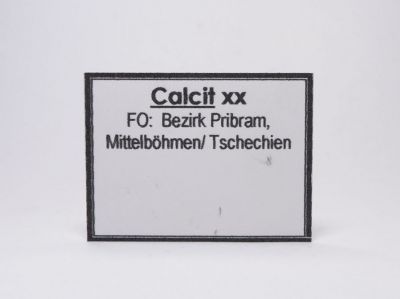 Calcit xx
FO: Bezirk Pribram,
Mittelböhmen/ Tschechien